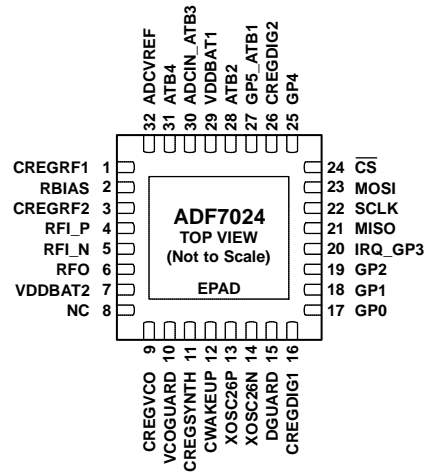 32 ADCVREF
31 ATB4
30 ADCIN_ATB3
29 VDDBAT1
28 ATB2
27 GP5_ATB1
26 CREGDIG2
25 GP4
CREGRF1 1
RBIAS 2
CREGRF2 3
RFI_P 4
RFI_N 5
RFO 6
VDDBAT2 7
NC 8
ADF7024
TOP VIEW
(Not to Scale)
EPAD
24 CS
23 MOSI
22 SCLK
21 MISO
20 IRQ_GP3
19 GP2
18 GP1
17 GP0
CREGVCO 9
VCOGUARD 10
CREGSYNTH 11
CWAKEUP 12
XOSC26P 13
XOSC26N 14
DGUARD 15
CREGDIG1 16